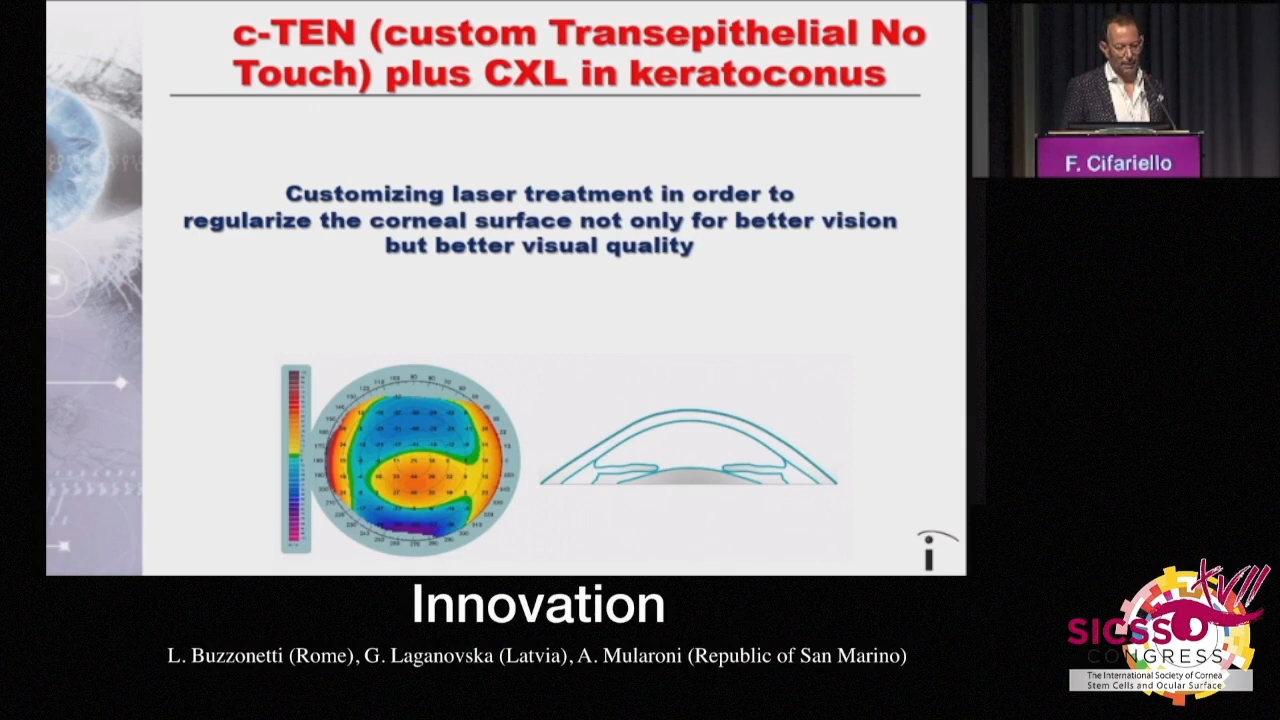 c-TEN (custom Transepithelial No
Touch) plus CXL in keratoconus
Customizing laser treatment in order to
regularize the corneal surface not only for better vision
but better visual quality
F. Cifariello
Innovation
L. Buzzonetti (Rome), G. Laganovska (Latvia), A. Mularoni (Republic of San Marino)
XVII
SICSSO
CONGRESS
The International Society of Cornea
Stem Cells and Ocular Surface